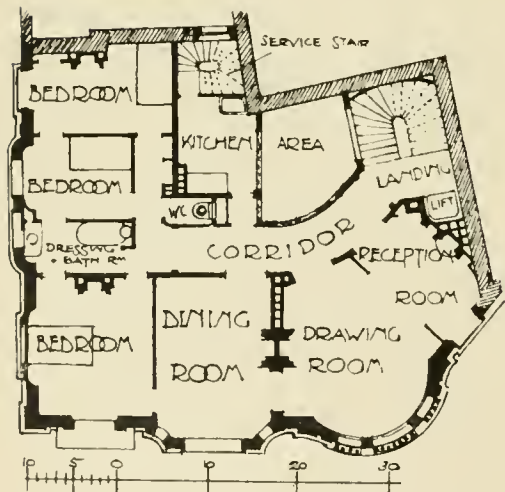 SERVICE STAIR
BEDROOM
KITCHEN
AREA
LANDING
LIFT
BEDROOM
WC
CORRIDOR
DRESSING
& BATH RM
RECEPTION
ROOM
BEDROOM
DINING
ROOM
DRAWING
ROOM
10 5 0 10 20 30